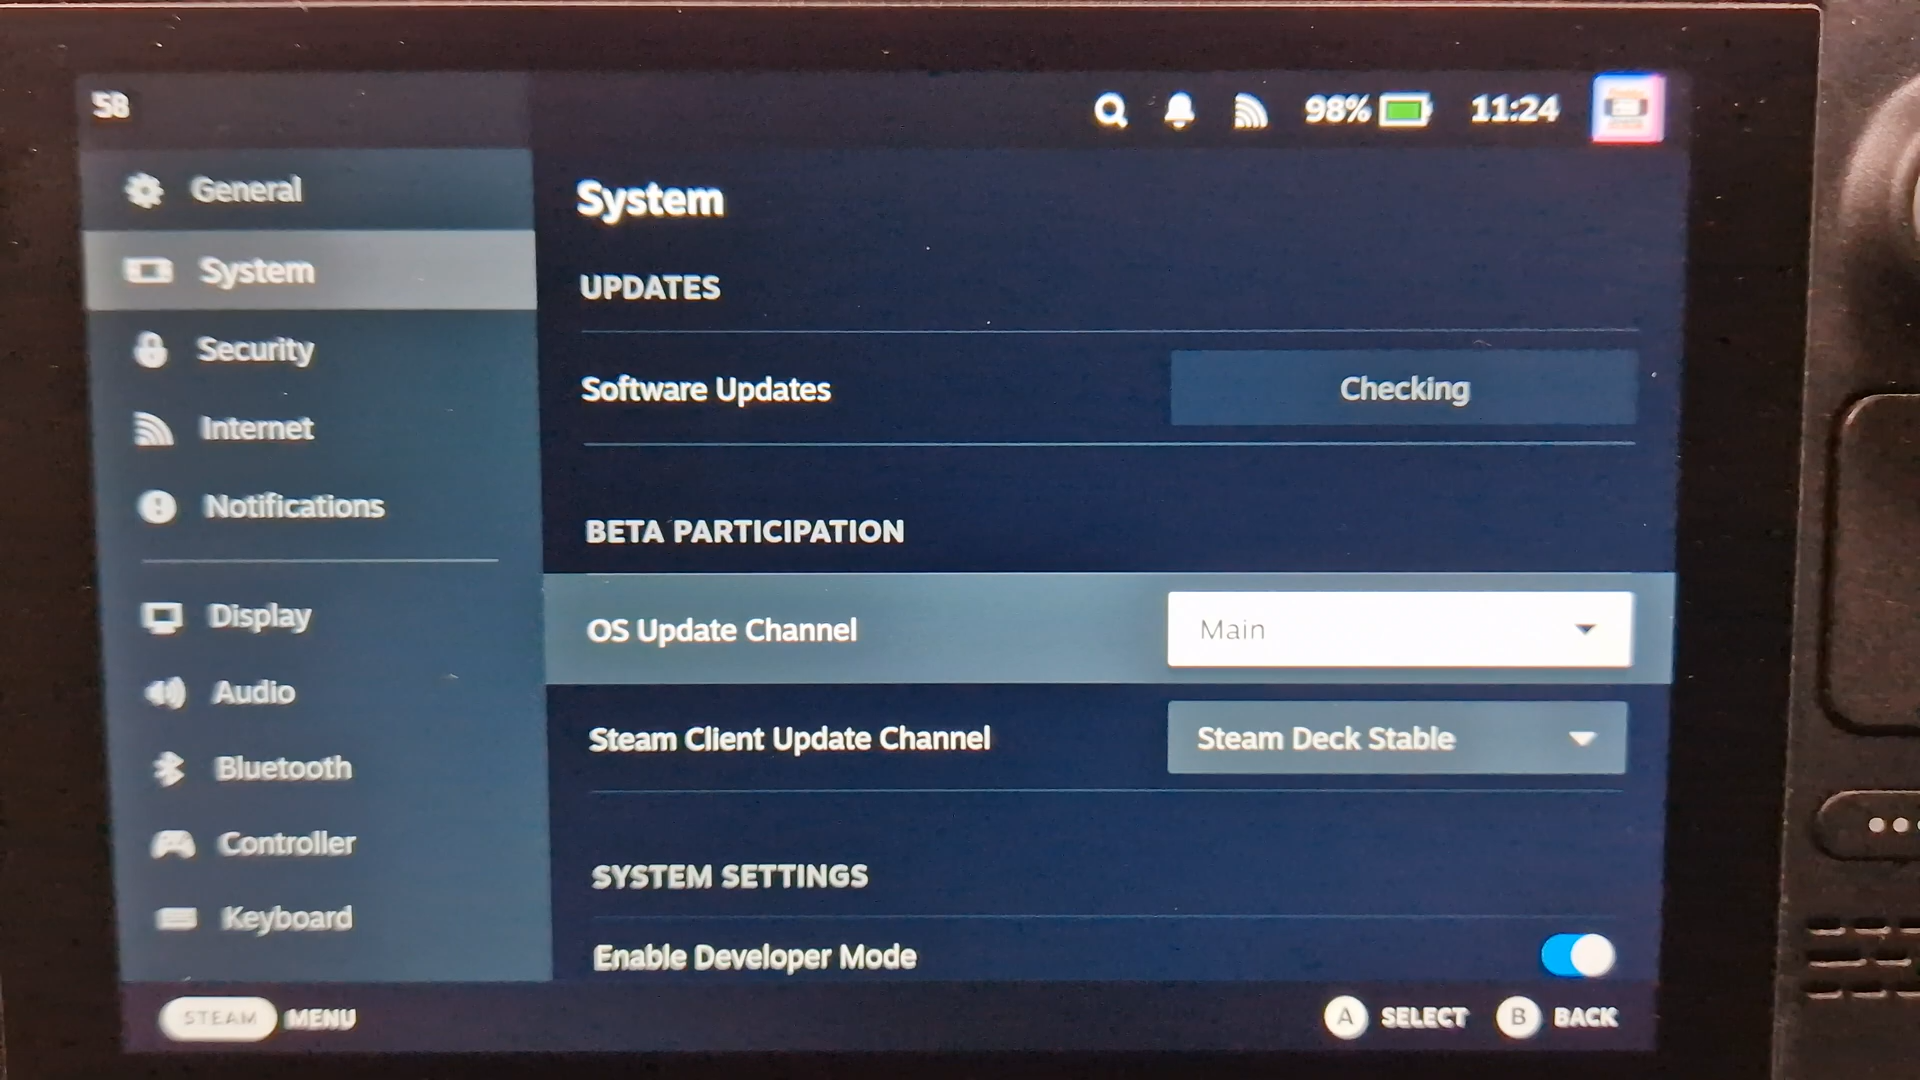 58
98%
11:24
General
System
Security
Internet
Notifications
Display
Audio
Bluetooth
Controller
Keyboard
System
UPDATES
Software Updates
Checking
BETA PARTICIPATION
OS Update Channel
Main
Steam Client Update Channel
Steam Deck Stable
SYSTEM SETTINGS
Enable Developer Mode
STEAM MENU
A SELECT
B BACK